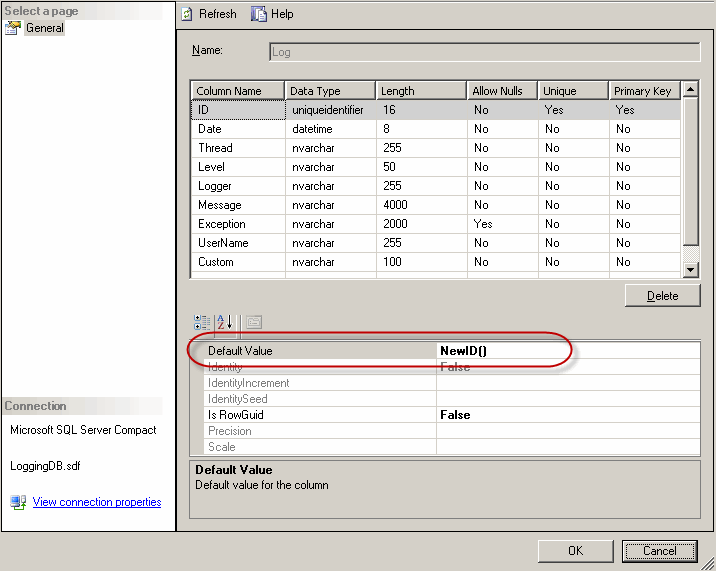 Select a page
General
Refresh Help
Name: Log
Column Name Data Type Length Allow Nulls Unique Primary Key
ID uniqueidentifier 16 No Yes Yes
Date datetime 8 No No No
Thread nvarchar 255 No No No
Level nvarchar 50 No No No
Logger nvarchar 255 No No No
Message nvarchar 4000 No No No
Exception nvarchar 2000 Yes No No
UserName nvarchar 255 No No No
Custom nvarchar 100 No No No
Delete
Default Value NewID()
Identity False
IdentityIncrement
IdentitySeed
Is RowGuid False
Precision
Scale
Default Value
Default value for the column
Connection
Microsoft SQL Server Compact
LoggingDB.sdf
View connection properties
OK Cancel